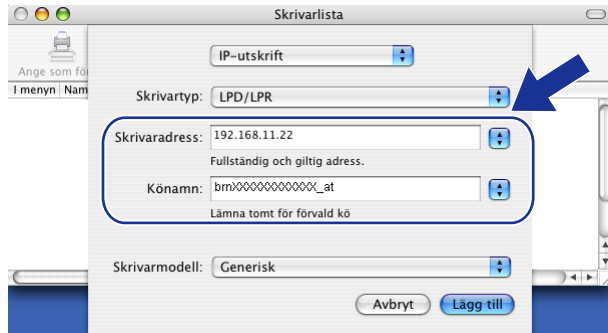 Skrivarlista
IP-utskrift
Ange som fö
I menyn Nam
Skrivartyp: LPD/LPR
Skrivaradress: 192.168.11.22
Fullständig och giltig adress.
Könamn: brnXXXXXXXXXXXX_at
Lämna tomt för förvald kö
Skrivarmodell: Generisk
Avbryt Lägg till